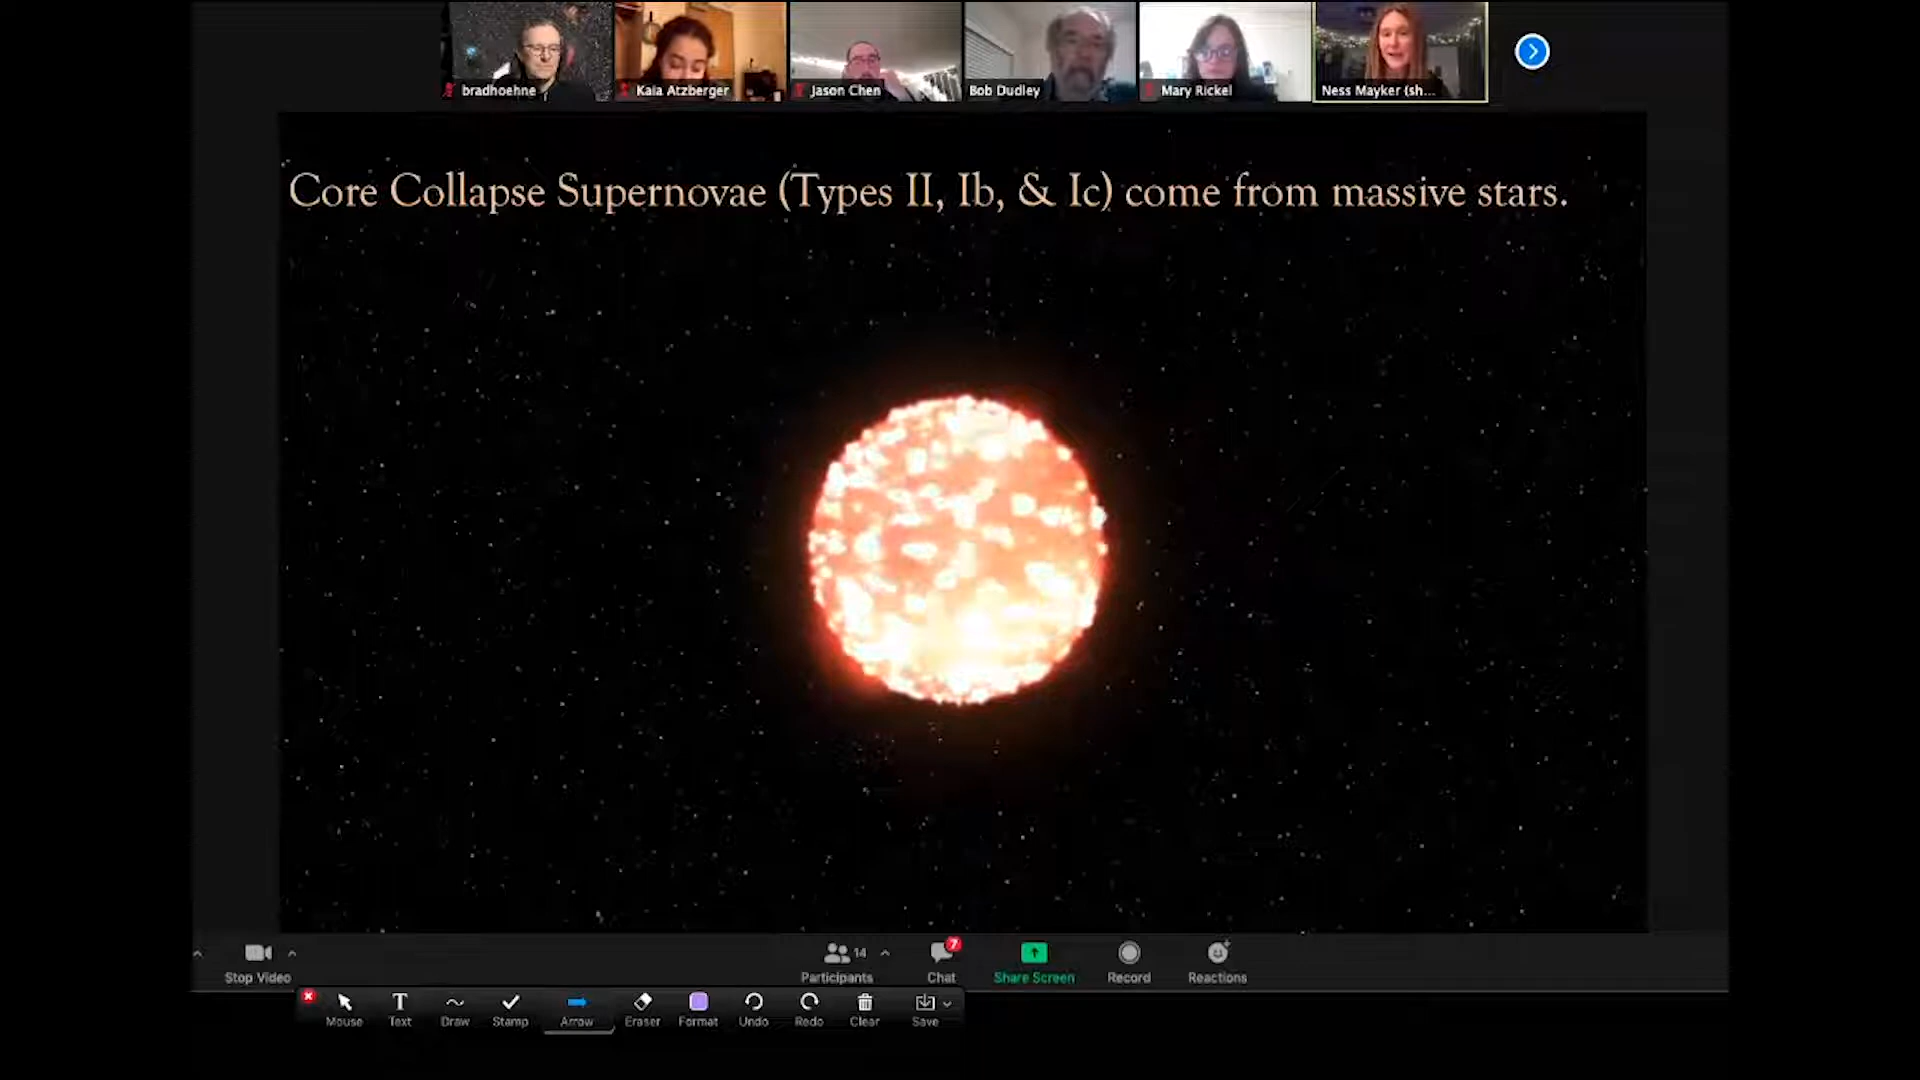 bradhoehne
Kaia Atzberger
Jason Chen
Bob Dudley
Mary Rickel
Ness Mayker (sh...
Core Collapse Supernovae (Types II, Ib, & Ic) come from massive stars.
14
7
Stop Video
Participants
Chat
Share Screen
Record
Reactions
T
Mouse
Text
Draw
Stamp
Arrow
Eraser
Format
Undo
Redo
Clear
Save